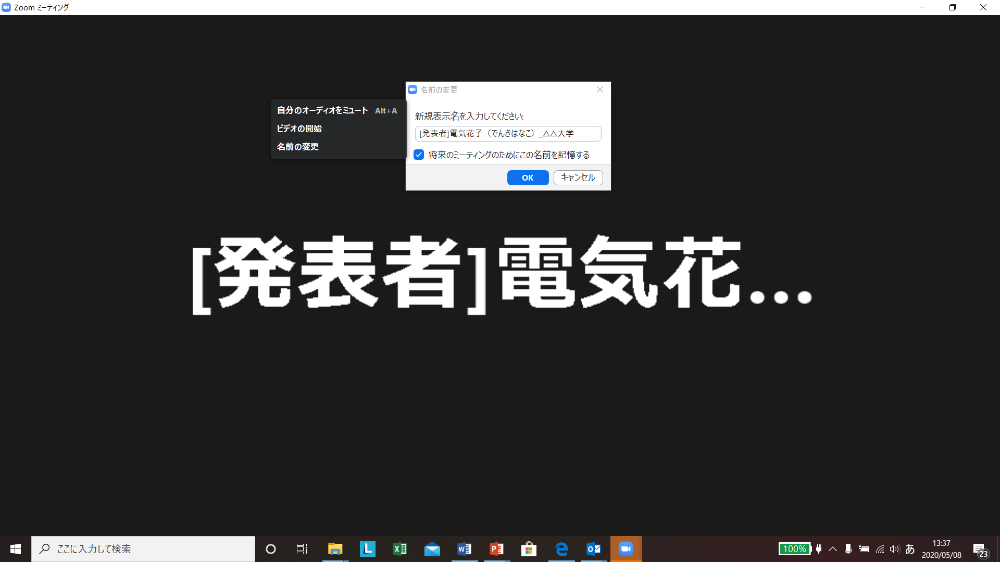 Zoom ミーティング
名前の変更
自分のオーディオをミュート Alt+A
ビデオの開始
名前の変更
新規表示名を入力してください:
[発表者]電気花子（でんきはなこ）_△△大学
将来のミーティングのためにこの名前を記憶する
OK キャンセル
[発表者]電気花...
ここに入力して検索
100%
あ
13:37
2020/05/08
23